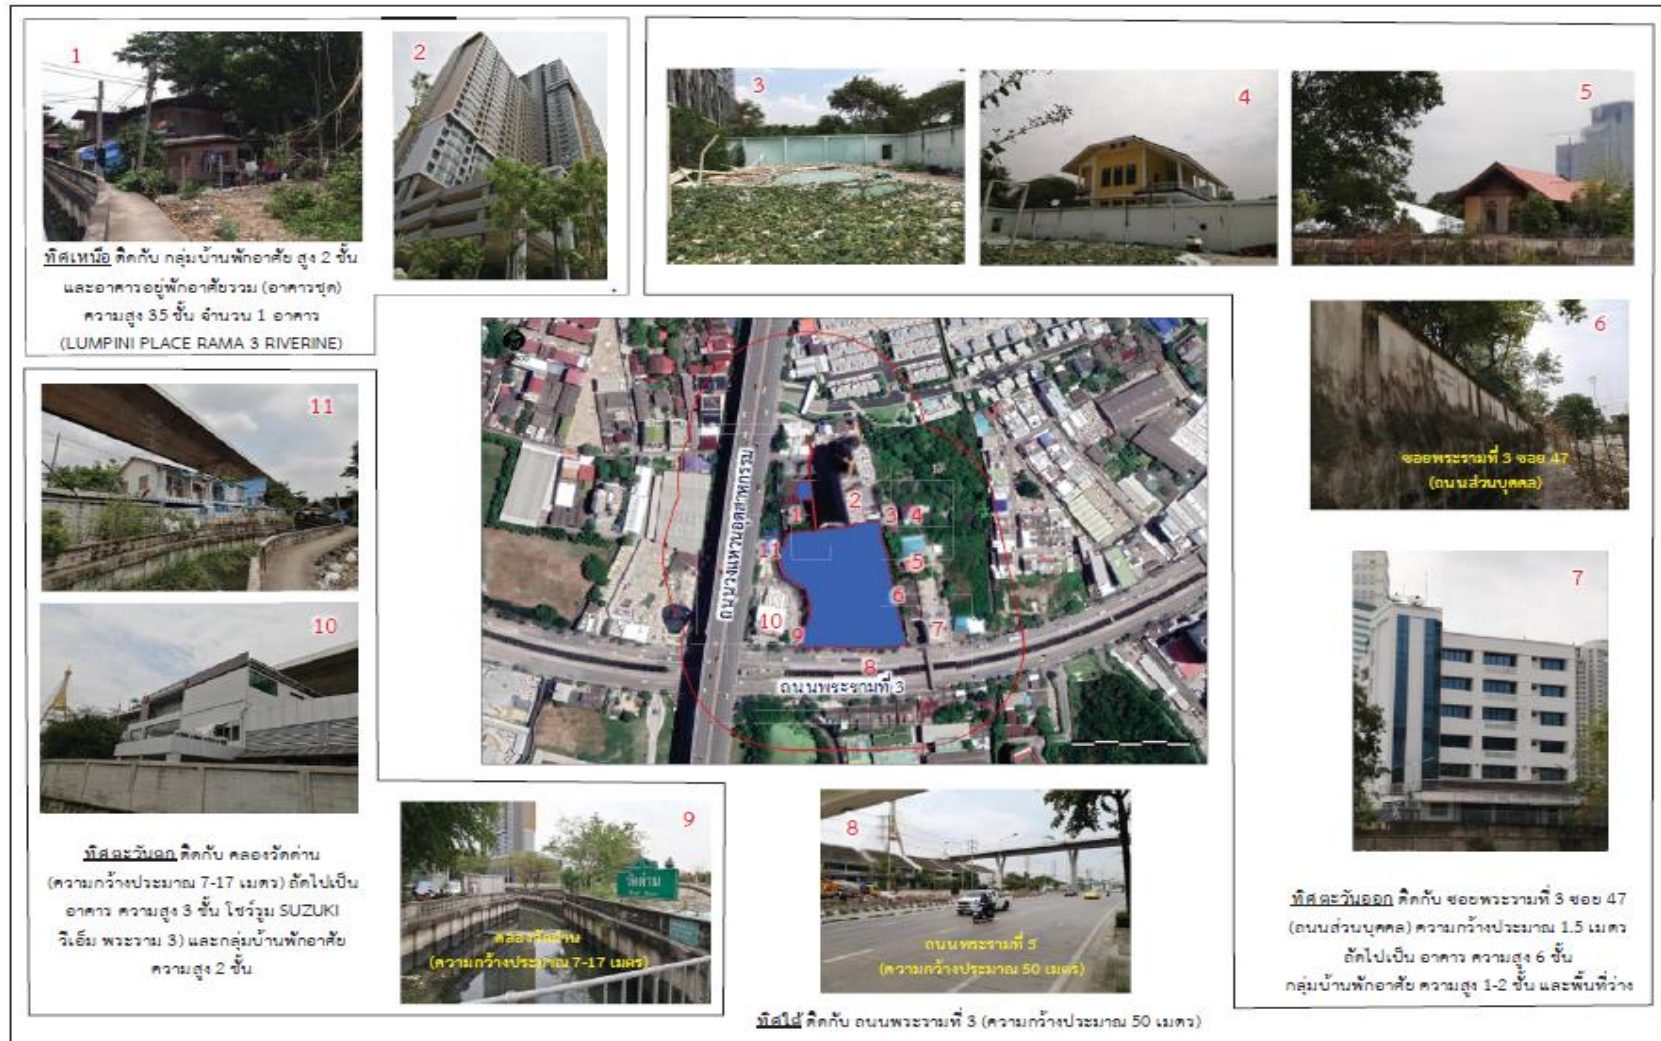 1
2
3
4
5
ทิศเหนือ ติดกับ กลุ่มบ้านพักอาศัย สูง 2 ชั้น
และอาคารอยู่พักอาศัยรวม (อาคารชุด)
ความสูง 35 ชั้น จำนวน 1 อาคาร
(LUMPINI PLACE RAMA 3 RIVERINE)
6
ซอยพระรามที่ 3 ซอย 47
(ถนนส่วนบุคคล)
11
ถนนวงแหวนอุตสาหกรรม
1
2
3
4
11
5
6
10
9
7
8
ถนนพระรามที่ 3
10
7
ทิศตะวันตก ติดกับ คลองวัดด่าน
(ความกว้างประมาณ 7-17 เมตร) ถัดไปเป็น
อาคาร ความสูง 3 ชั้น โชว์รูม SUZUKI
วีเอ็ม พระราม 3) และกลุ่มบ้านพักอาศัย
ความสูง 2 ชั้น
9
วัดด่าน
คลองวัดด่าน
(ความกว้างประมาณ 7-17 เมตร)
8
ถนนพระรามที่ 3
(ความกว้างประมาณ 50 เมตร)
ทิศใต้ ติดกับ ถนนพระรามที่ 3 (ความกว้างประมาณ 50 เมตร)
ทิศตะวันออก ติดกับ ซอยพระรามที่ 3 ซอย 47
(ถนนส่วนบุคคล) ความกว้างประมาณ 1.5 เมตร
ถัดไปเป็น อาคาร ความสูง 6 ชั้น
กลุ่มบ้านพักอาศัย ความสูง 1-2 ชั้น และพื้นที่ว่าง